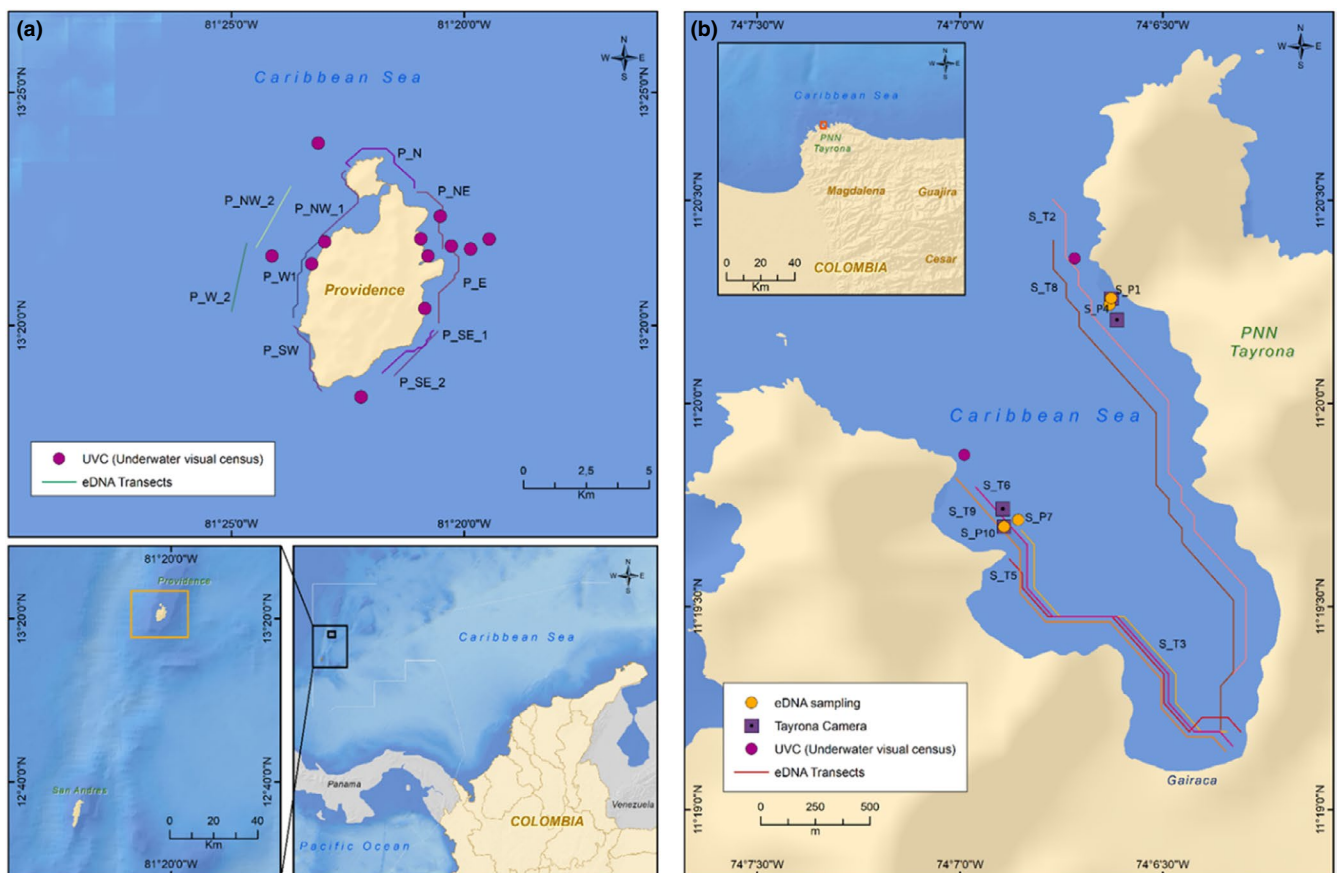 (a)
81°25'0"W
81°20'0"W
N
W E
S
Caribbean Sea
13°25'0"N
13°25'0"N
P_N
P_NE
P_NW_2
P_NW_1
P_W1
P_E
Providence
P_W_2
13°20'0"N
13°20'0"N
P_SE_1
P_SW
P_SE_2
UVC (Underwater visual census)
eDNA Transects
0 2,5 5
Km
81°25'0"W
81°20'0"W
81°20'0"W
Providence
13°20'0"N
13°20'0"N
San Andres
12°40'0"N
12°40'0"N
0 20 40
Km
81°20'0"W
N
W E
S
Caribbean Sea
Panama
Venezuela
COLOMBIA
Pacific Ocean
(b)
74°7'30"W
74°7'0"W
74°6'30"W
N
W E
S
N
W E
S
Caribbean Sea
PNN
Tayrona
Magdalena
Guajira
COLOMBIA
Cesar
0 20 40
Km
11°20'30"N
11°20'30"N
S_T2
S_T8
S_P1
S_P4
PNN
Tayrona
11°20'0"N
11°20'0"N
Caribbean Sea
S_T6
S_T9
S_P7
S_P10
S_T5
11°19'30"N
11°19'30"N
S_T3
eDNA sampling
Tayrona Camera
UVC (Underwater visual census)
eDNA Transects
0 250 500
m
Gairaca
11°19'0"N
11°19'0"N
74°7'30"W
74°7'0"W
74°6'30"W